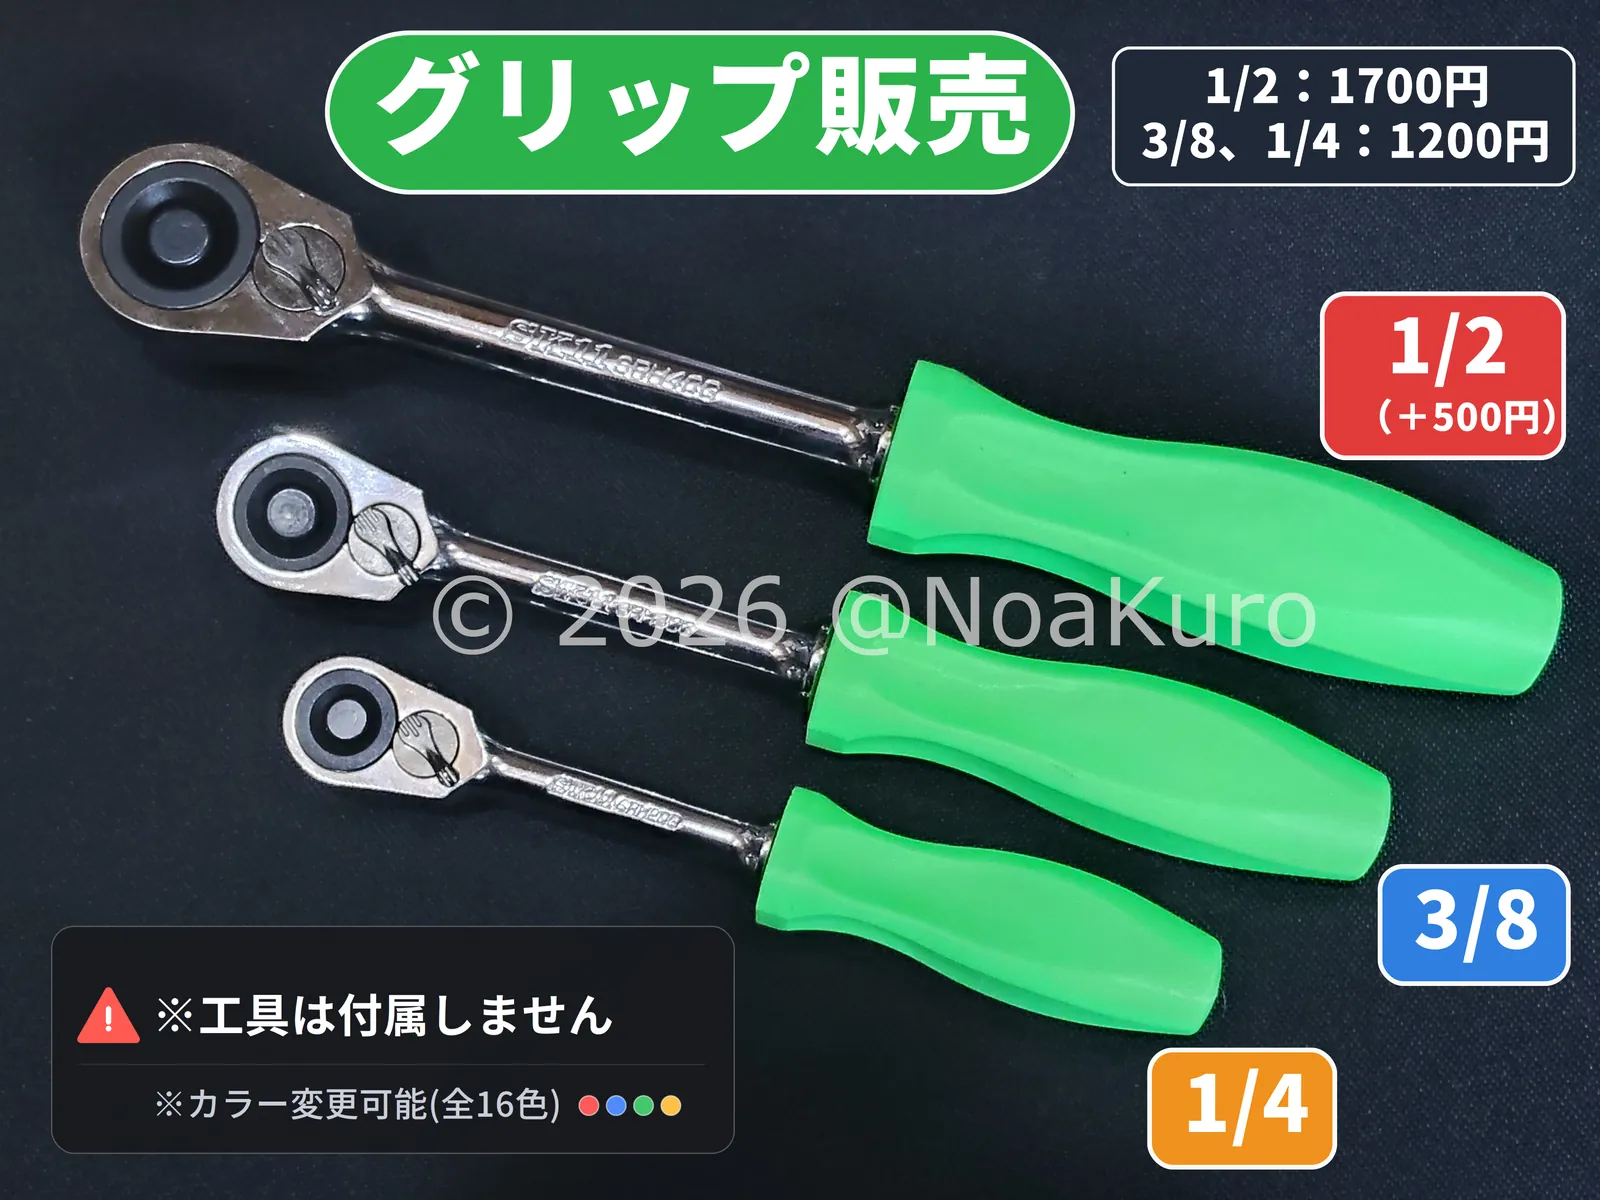 グリップ販売
1/2：1700円
3/8、1/4：1200円
1/2
（＋500円）
SK11
© 2026 @NoaKuro
3/8
※工具は付属しません
※カラー変更可能(全16色)
1/4